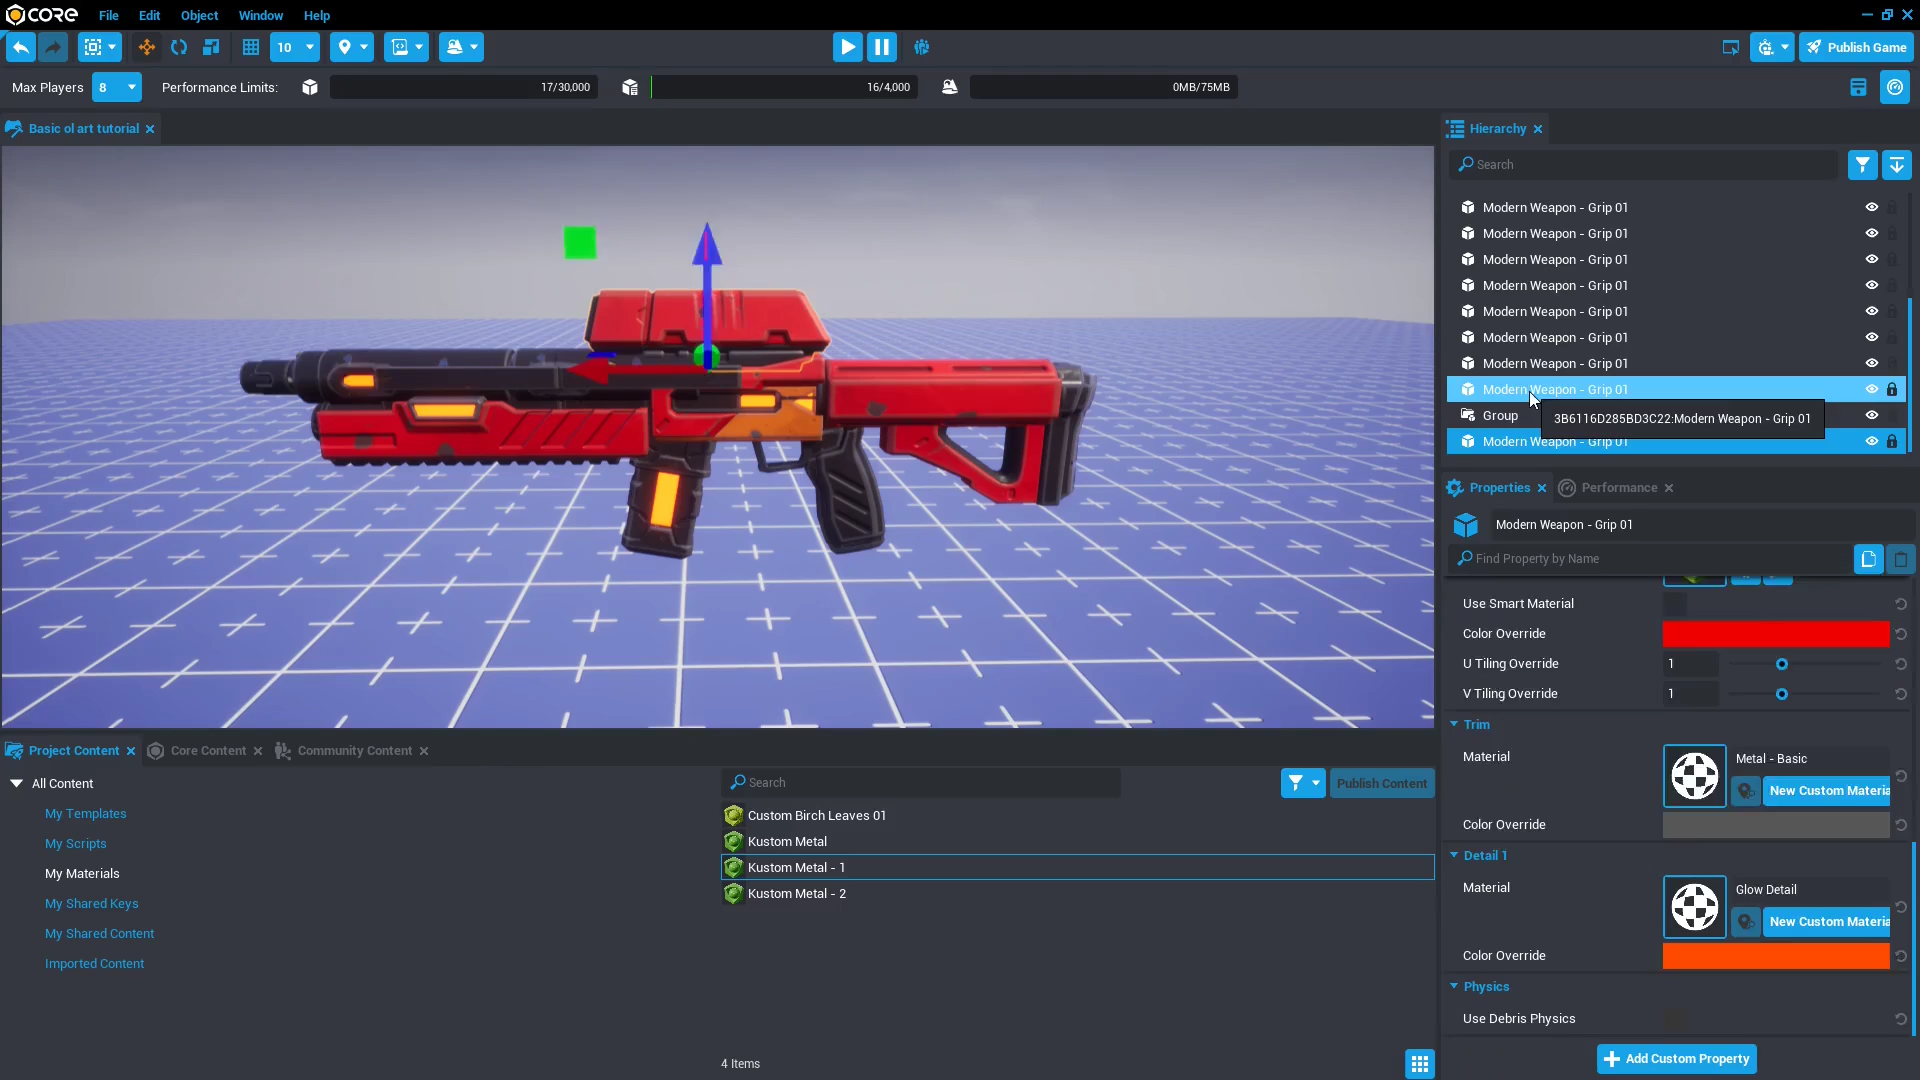 CORE File Edit Object Window Help
10 Publish Game
Max Players 8 Performance Limits: 17/30,000 16/4,000 0MB/75MB
Basic ol art tutorial
Hierarchy
Search
Modern Weapon - Grip 01
Modern Weapon - Grip 01
Modern Weapon - Grip 01
Modern Weapon - Grip 01
Modern Weapon - Grip 01
Modern Weapon - Grip 01
Modern Weapon - Grip 01
Modern Weapon - Grip 01
Group
3B6116D285BD3C22:Modern Weapon - Grip 01
Modern Weapon - Grip 01
Properties Performance
Modern Weapon - Grip 01
Find Property by Name
Use Smart Material
Color Override
U Tiling Override 1
V Tiling Override 1
Trim
Material Metal - Basic
New Custom Materia
Color Override
Detail 1
Material Glow Detail
New Custom Materia
Color Override
Physics
Use Debris Physics
Add Custom Property
Project Content Core Content Community Content
All Content
My Templates
My Scripts
My Materials
My Shared Keys
My Shared Content
Imported Content
Search
Publish Content
Custom Birch Leaves 01
Kustom Metal
Kustom Metal - 1
Kustom Metal - 2
4 Items